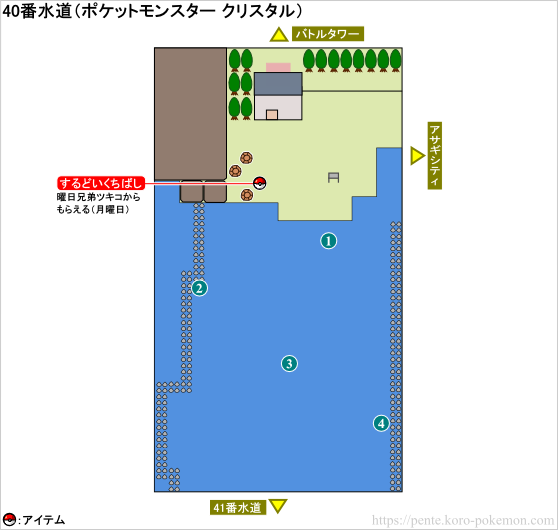 40番水道(ポケットモンスター クリスタル)
バトルタワー
アサギシティ
するどいくちばし
曜日兄弟ツキコから
もらえる(月曜日)
1
2
3
4
41番水道
:アイテム
https://pente.koro-pokemon.com